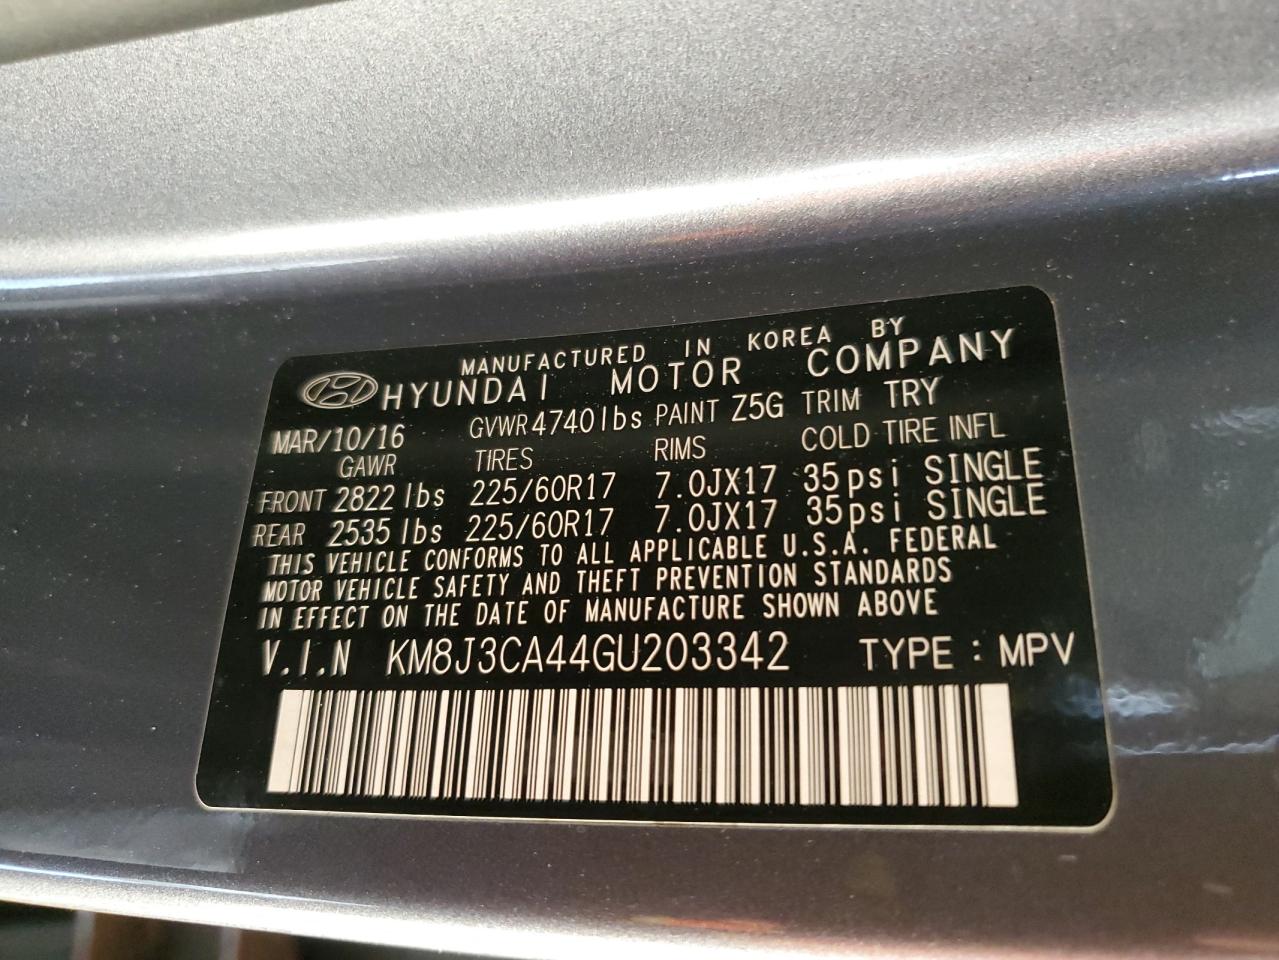 MANUFACTURED IN KOREA BY
HYUNDAI MOTOR COMPANY
MAR/10/16 GVWR 4740lbs PAINT Z5G TRIM TRY
GAWR TIRES RIMS COLD TIRE INFL
FRONT 2822 lbs 225/60R17 7.0JX17 35psi SINGLE
REAR 2535 lbs 225/60R17 7.0JX17 35psi SINGLE
THIS VEHICLE CONFORMS TO ALL APPLICABLE U.S.A. FEDERAL
MOTOR VEHICLE SAFETY AND THEFT PREVENTION STANDARDS
IN EFFECT ON THE DATE OF MANUFACTURE SHOWN ABOVE
V.I.N KM8J3CA44GU203342 TYPE : MPV